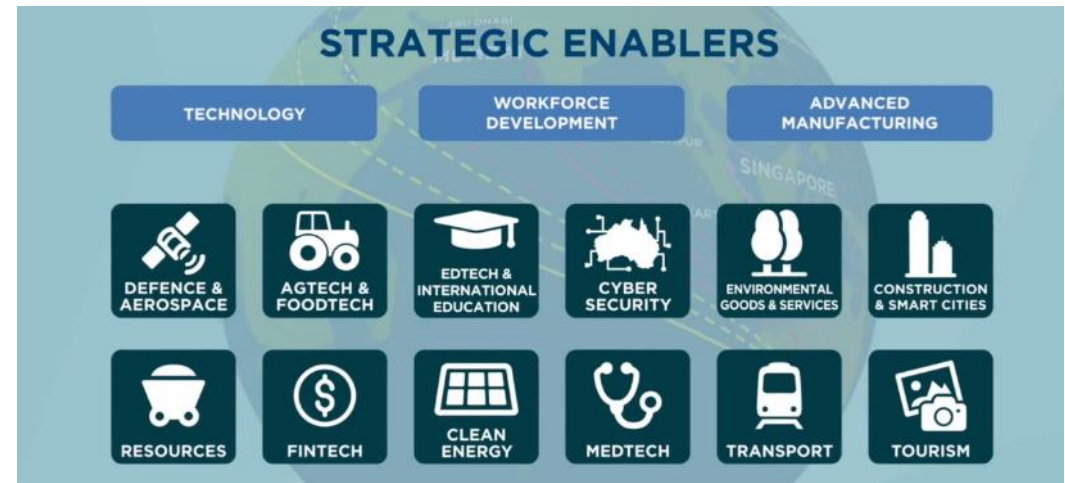 STRATEGIC ENABLERS
TECHNOLOGY
WORKFORCE
DEVELOPMENT
ADVANCED
MANUFACTURING
SINGAPORE
DEFENCE &
AEROSPACE
AGTECH &
FOODTECH
EDTECH &
INTERNATIONAL
EDUCATION
CYBER
SECURITY
ENVIRONMENTAL
GOODS & SERVICES
CONSTRUCTION
& SMART CITIES
RESOURCES
FINTECH
CLEAN
ENERGY
MEDTECH
TRANSPORT
TOURISM